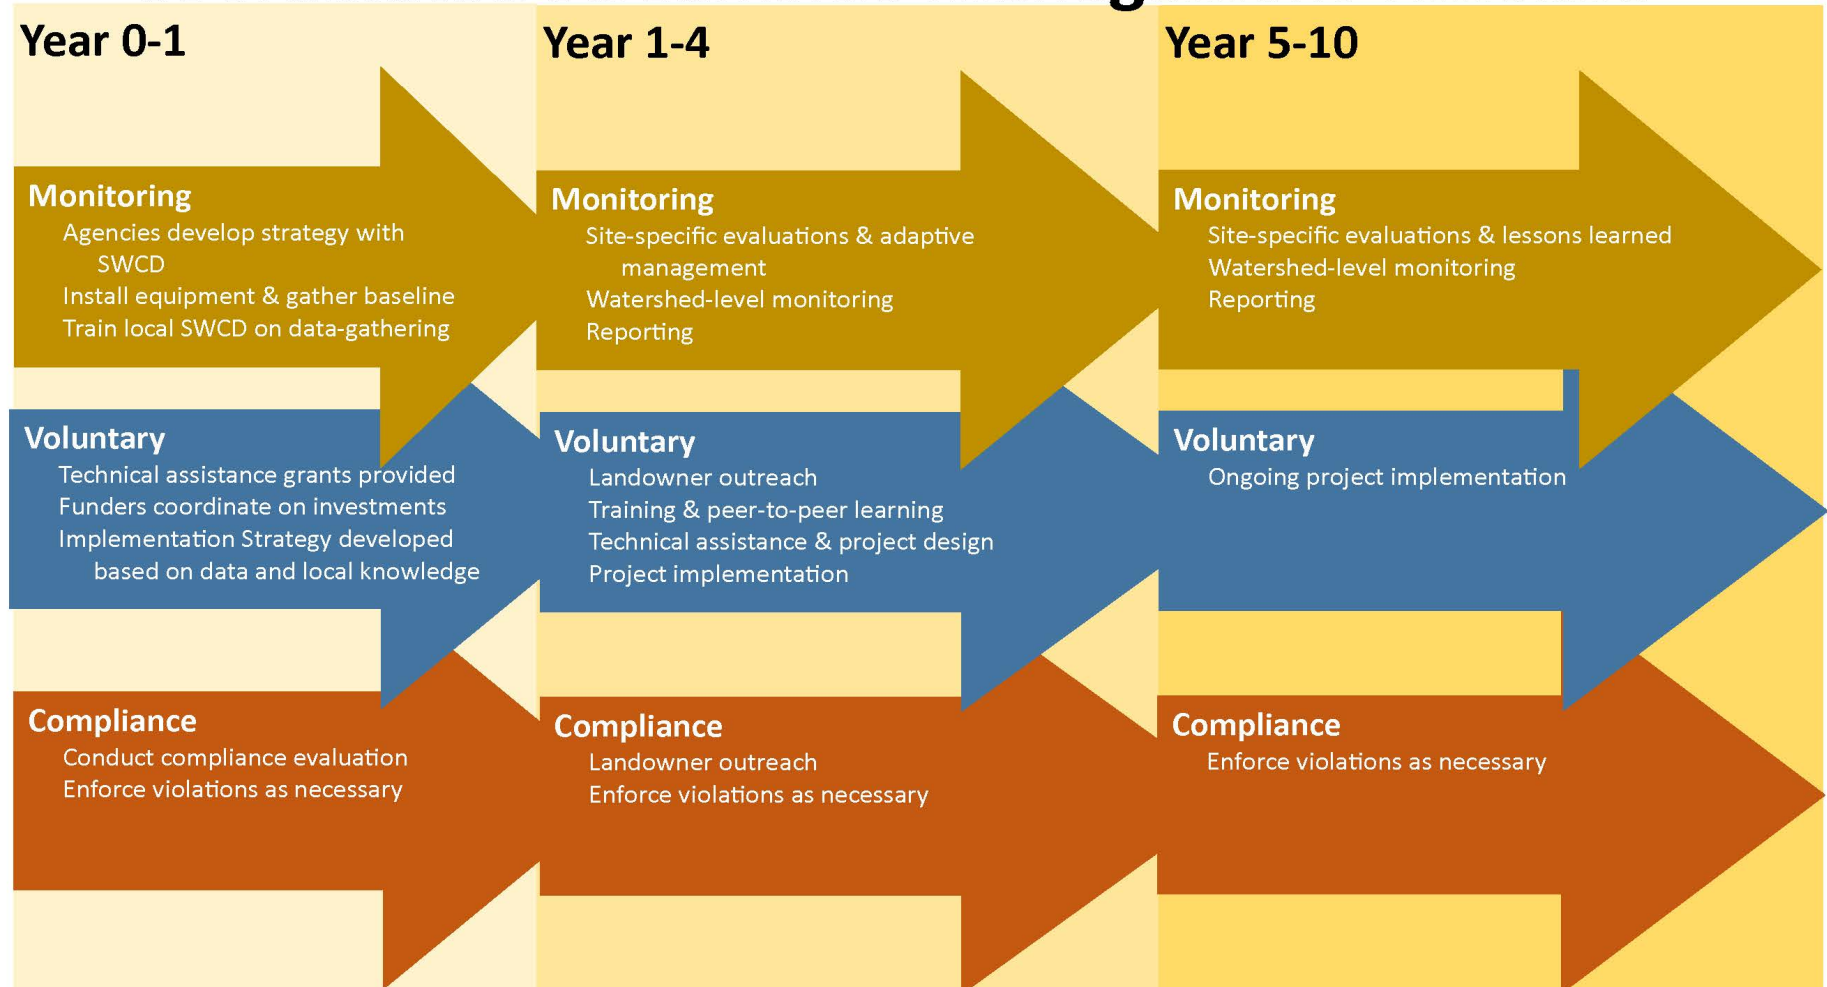 Year 0-1
Monitoring
Agencies develop strategy with
SWCD
Install equipment & gather baseline
Train local SWCD on data-gathering
Voluntary
Technical assistance grants provided
Funders coordinate on investments
Implementation Strategy developed
based on data and local knowledge
Compliance
Conduct compliance evaluation
Enforce violations as necessary
Year 1-4
Monitoring
Site-specific evaluations & adaptive
management
Watershed-level monitoring
Reporting
Voluntary
Landowner outreach
Training & peer-to-peer learning
Technical assistance & project design
Project implementation
Compliance
Landowner outreach
Enforce violations as necessary
Year 5-10
Monitoring
Site-specific evaluations & lessons learned
Watershed-level monitoring
Reporting
Voluntary
Ongoing project implementation
Compliance
Enforce violations as necessary